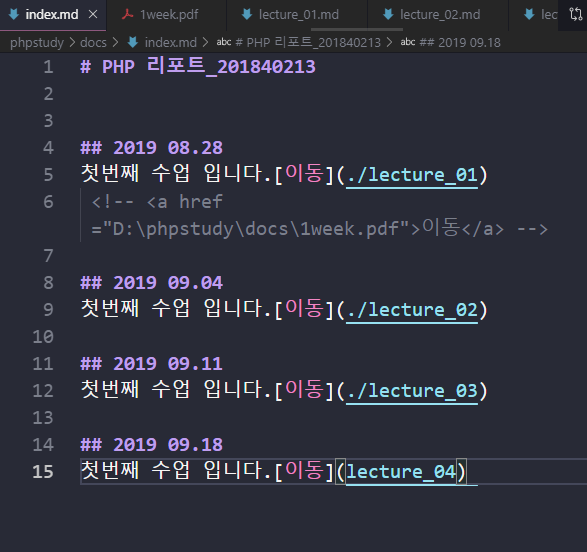 index.md × 1week.pdf lecture_01.md lecture_02.md lec
phpstudy > docs > index.md > abc # PHP 리포트_201840213 > abc ## 2019 09.18
1 # PHP 리포트_201840213
2
3
4 ## 2019 08.28
5 첫번째 수업 입니다.[이동](./lecture_01)
6 <!-- <a href
="D:\phpstudy\docs\1week.pdf">이동</a> -->
7
8 ## 2019 09.04
9 첫번째 수업 입니다.[이동](./lecture_02)
10
11 ## 2019 09.11
12 첫번째 수업 입니다.[이동](./lecture_03)
13
14 ## 2019 09.18
15 첫번째 수업 입니다.[이동](lecture_04)